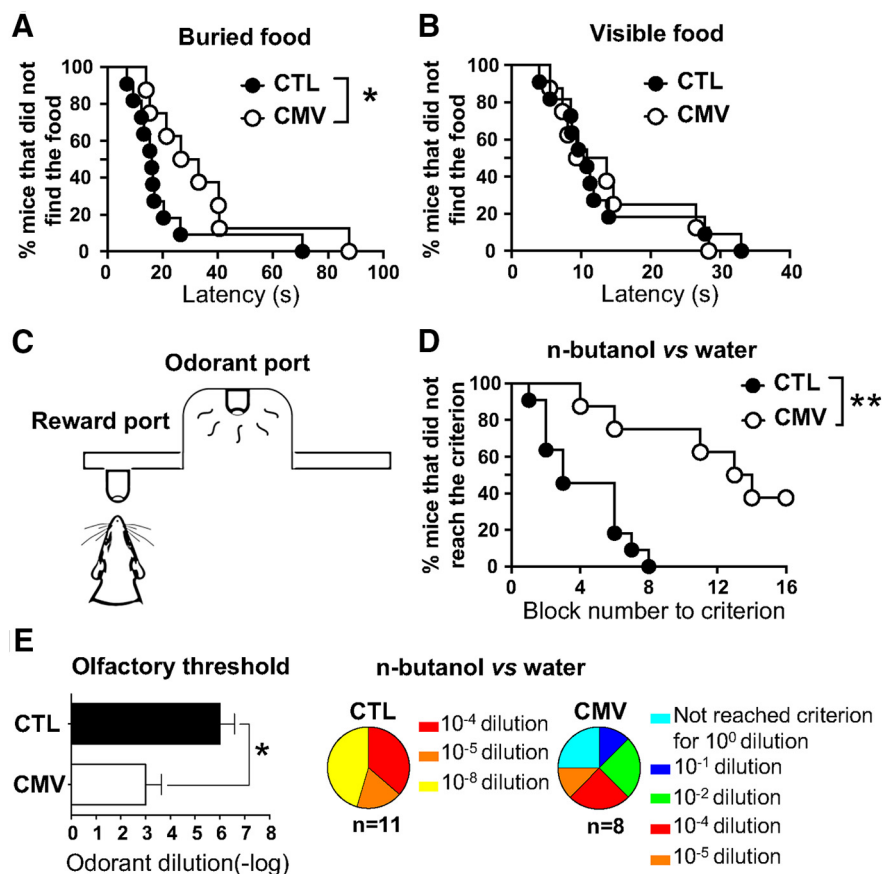 A
Buried food
% mice that did not
find the food
100
80
60
40
20
0
0 20 40 60 80 100
Latency (s)
CTL
CMV
*
B
Visible food
% mice that did not
find the food
100
80
60
40
20
0
0 10 20 30 40
Latency (s)
CTL
CMV
C
Odorant port
Reward port
D
n-butanol vs water
% mice that did not
reach the criterion
100
80
60
40
20
0
0 4 8 12 16
Block number to criterion
CTL
CMV
**
E
Olfactory threshold
CTL
CMV
*
0 1 2 3 4 5 6 7 8
Odorant dilution(-log)
n-butanol vs water
CTL
n=11
10⁻⁴ dilution
10⁻⁵ dilution
10⁻⁸ dilution
CMV
n=8
Not reached criterion
for 10⁰ dilution
10⁻¹ dilution
10⁻² dilution
10⁻⁴ dilution
10⁻⁵ dilution